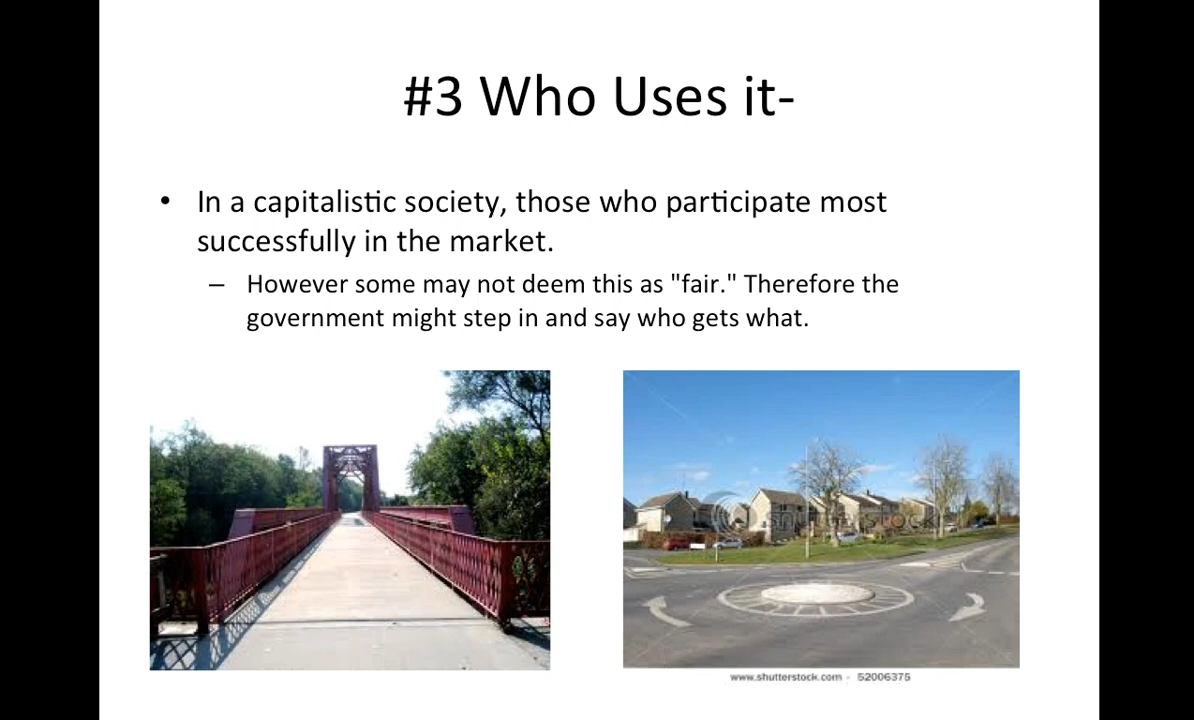 #3 Who Uses it-
• In a capitalistic society, those who participate most
successfully in the market.
– However some may not deem this as "fair." Therefore the
government might step in and say who gets what.
shutterstock
www.shutterstock.com · 52006375